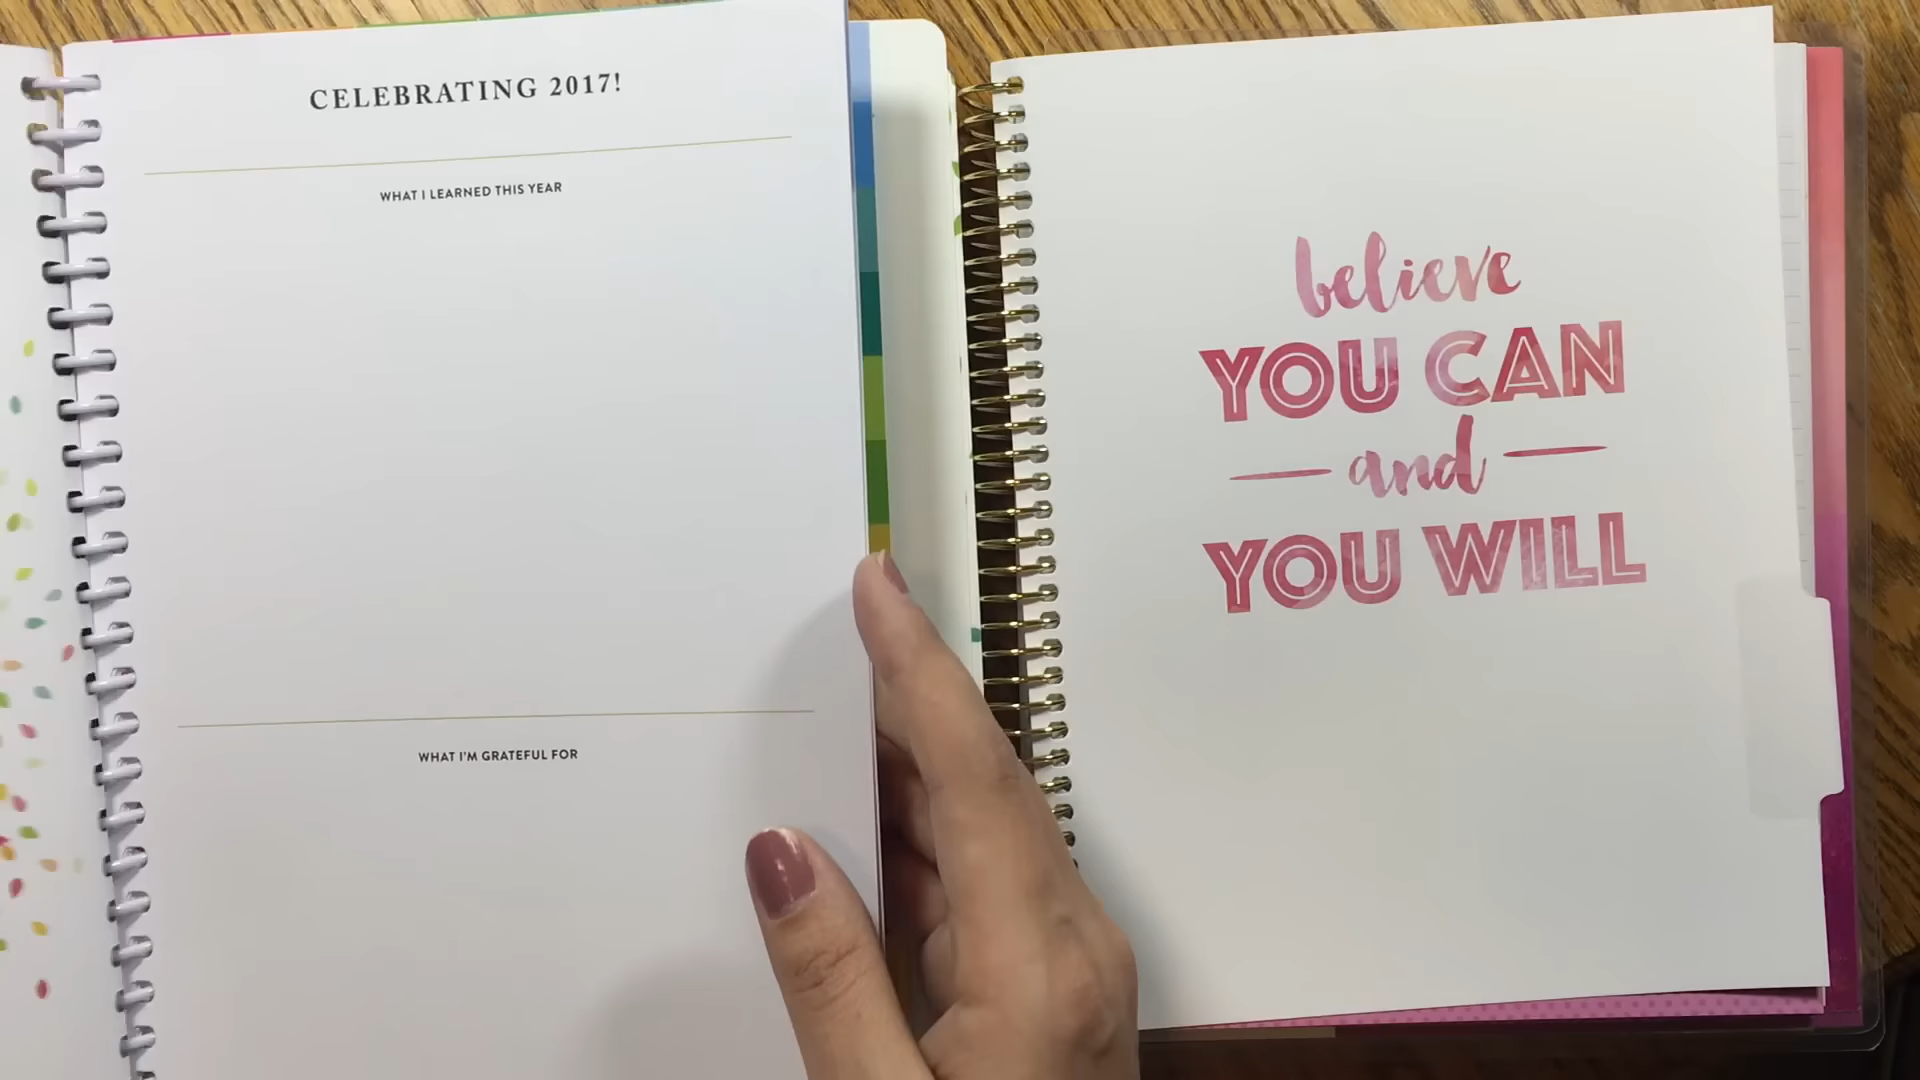 CELEBRATING 2017!
WHAT I LEARNED THIS YEAR
WHAT I'M GRATEFUL FOR
believe
YOU CAN
and
YOU WILL